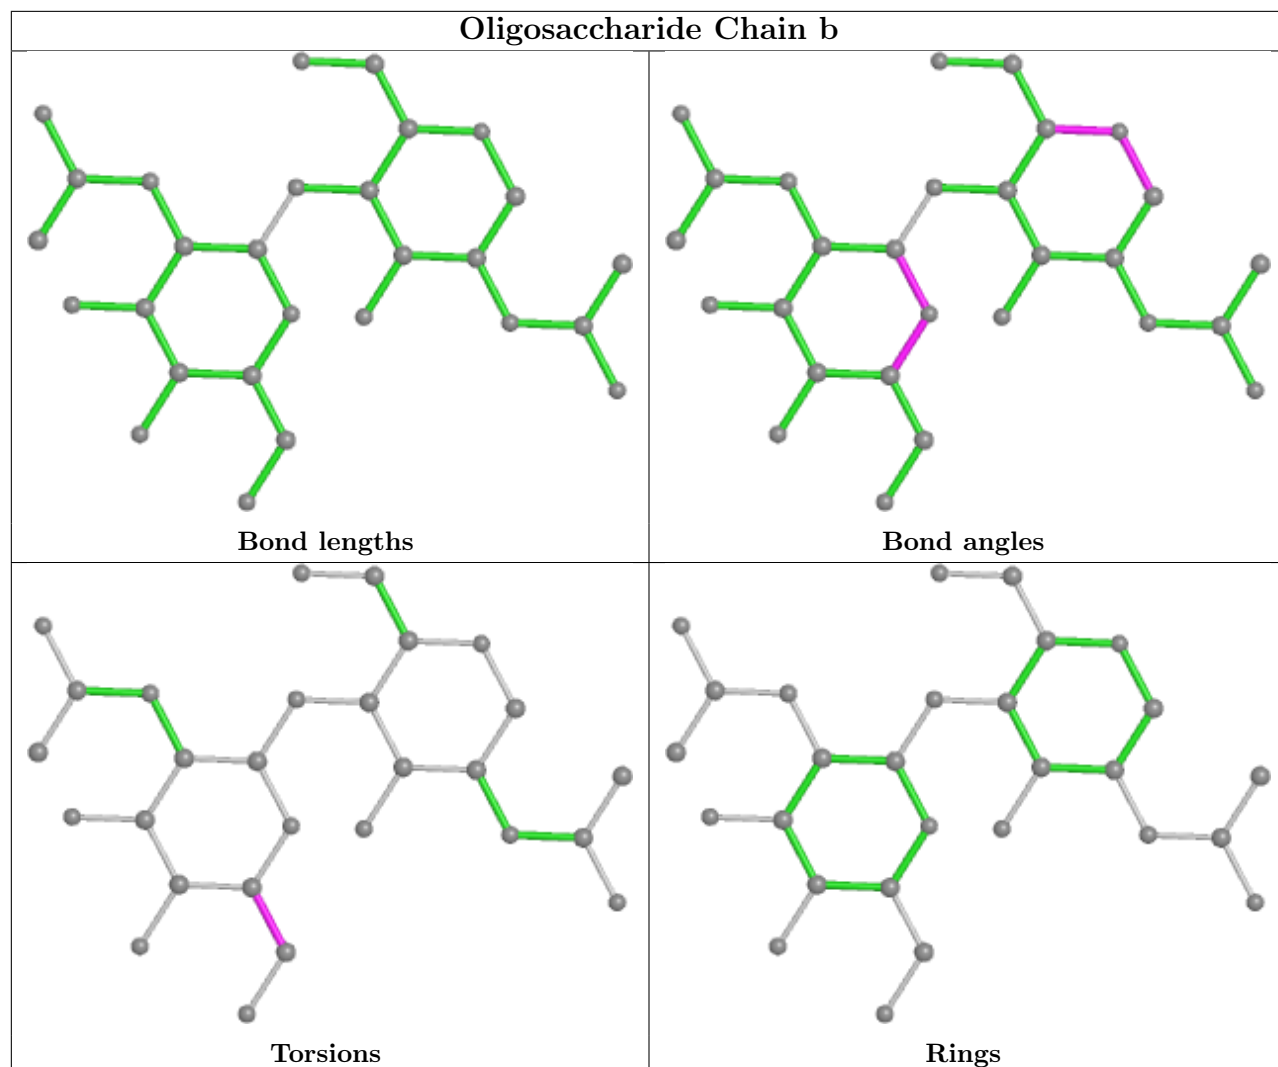 Oligosaccharide Chain b
Bond lengths
Bond angles
Torsions
Rings